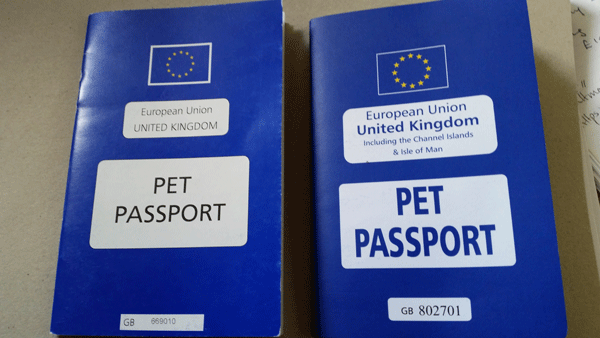 European Union
UNITED KINGDOM
PET
PASSPORT
GB 669010
European Union
United Kingdom
Including the Channel Islands
& Isle of Man
PET
PASSPORT
GB 802701